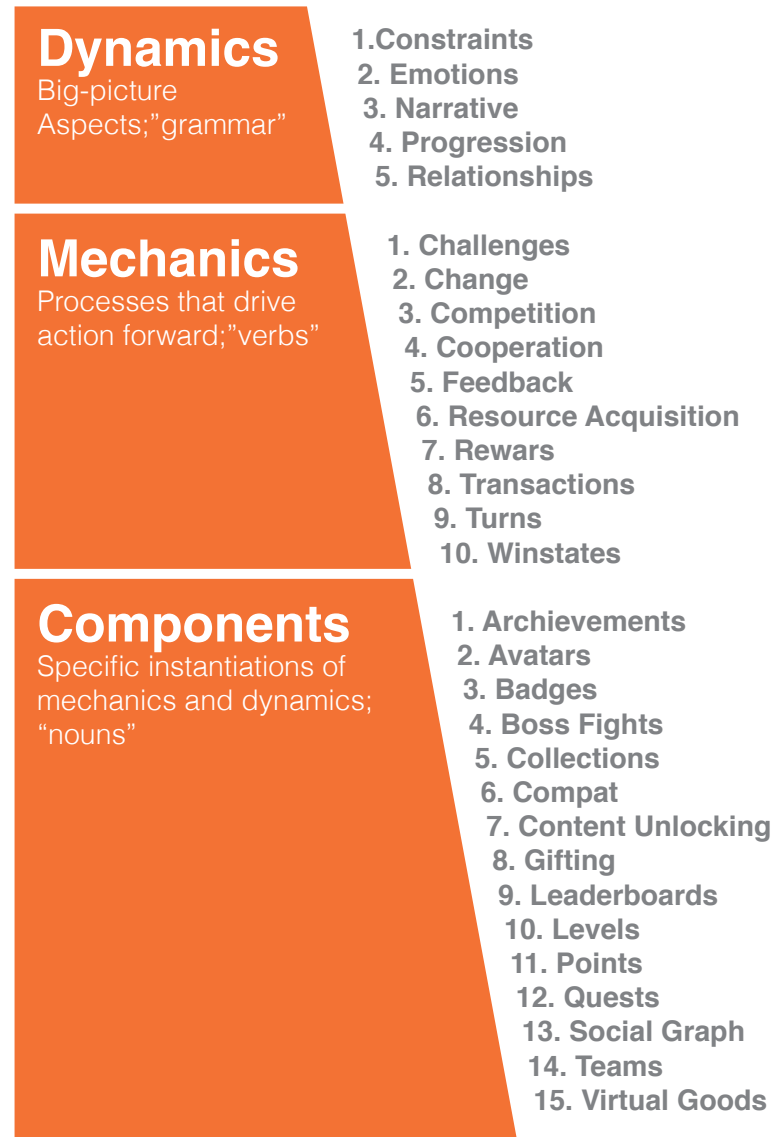 Dynamics
Big-picture
Aspects;”grammar”
1.Constraints
2. Emotions
3. Narrative
4. Progression
5. Relationships
Mechanics
Processes that drive
action forward;”verbs”
1. Challenges
2. Change
3. Competition
4. Cooperation
5. Feedback
6. Resource Acquisition
7. Rewars
8. Transactions
9. Turns
10. Winstates
Components
Specific instantiations of
mechanics and dynamics;
“nouns”
1. Archievements
2. Avatars
3. Badges
4. Boss Fights
5. Collections
6. Compat
7. Content Unlocking
8. Gifting
9. Leaderboards
10. Levels
11. Points
12. Quests
13. Social Graph
14. Teams
15. Virtual Goods